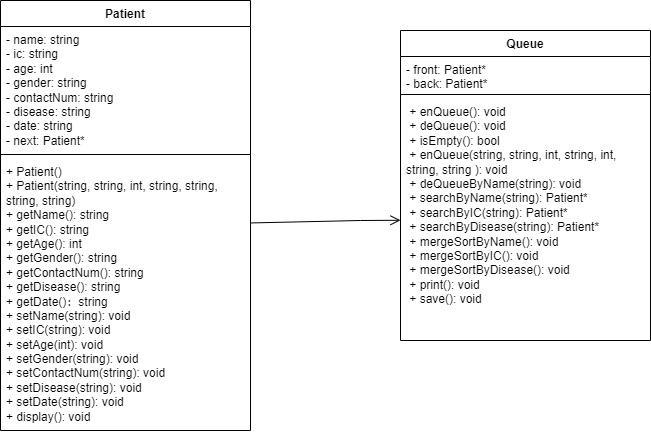 Patient
- name: string
- ic: string
- age: int
- gender: string
- contactNum: string
- disease: string
- date: string
- next: Patient*
+ Patient()
+ Patient(string, string, int, string, string,
string, string)
+ getName(): string
+ getIC(): string
+ getAge(): int
+ getGender(): string
+ getContactNum(): string
+ getDisease(): string
+ getDate(): string
+ setName(string): void
+ setIC(string): void
+ setAge(int): void
+ setGender(string): void
+ setContactNum(string): void
+ setDisease(string): void
+ setDate(string): void
+ display(): void
Queue
- front: Patient*
- back: Patient*
+ enQueue(): void
+ deQueue(): void
+ isEmpty(): bool
+ enQueue(string, string, int, string, int,
string, string ): void
+ deQueueByName(string): void
+ searchByName(string): Patient*
+ searchByIC(string): Patient*
+ searchByDisease(string): Patient*
+ mergeSortByName(): void
+ mergeSortByIC(): void
+ mergeSortByDisease(): void
+ print(): void
+ save(): void